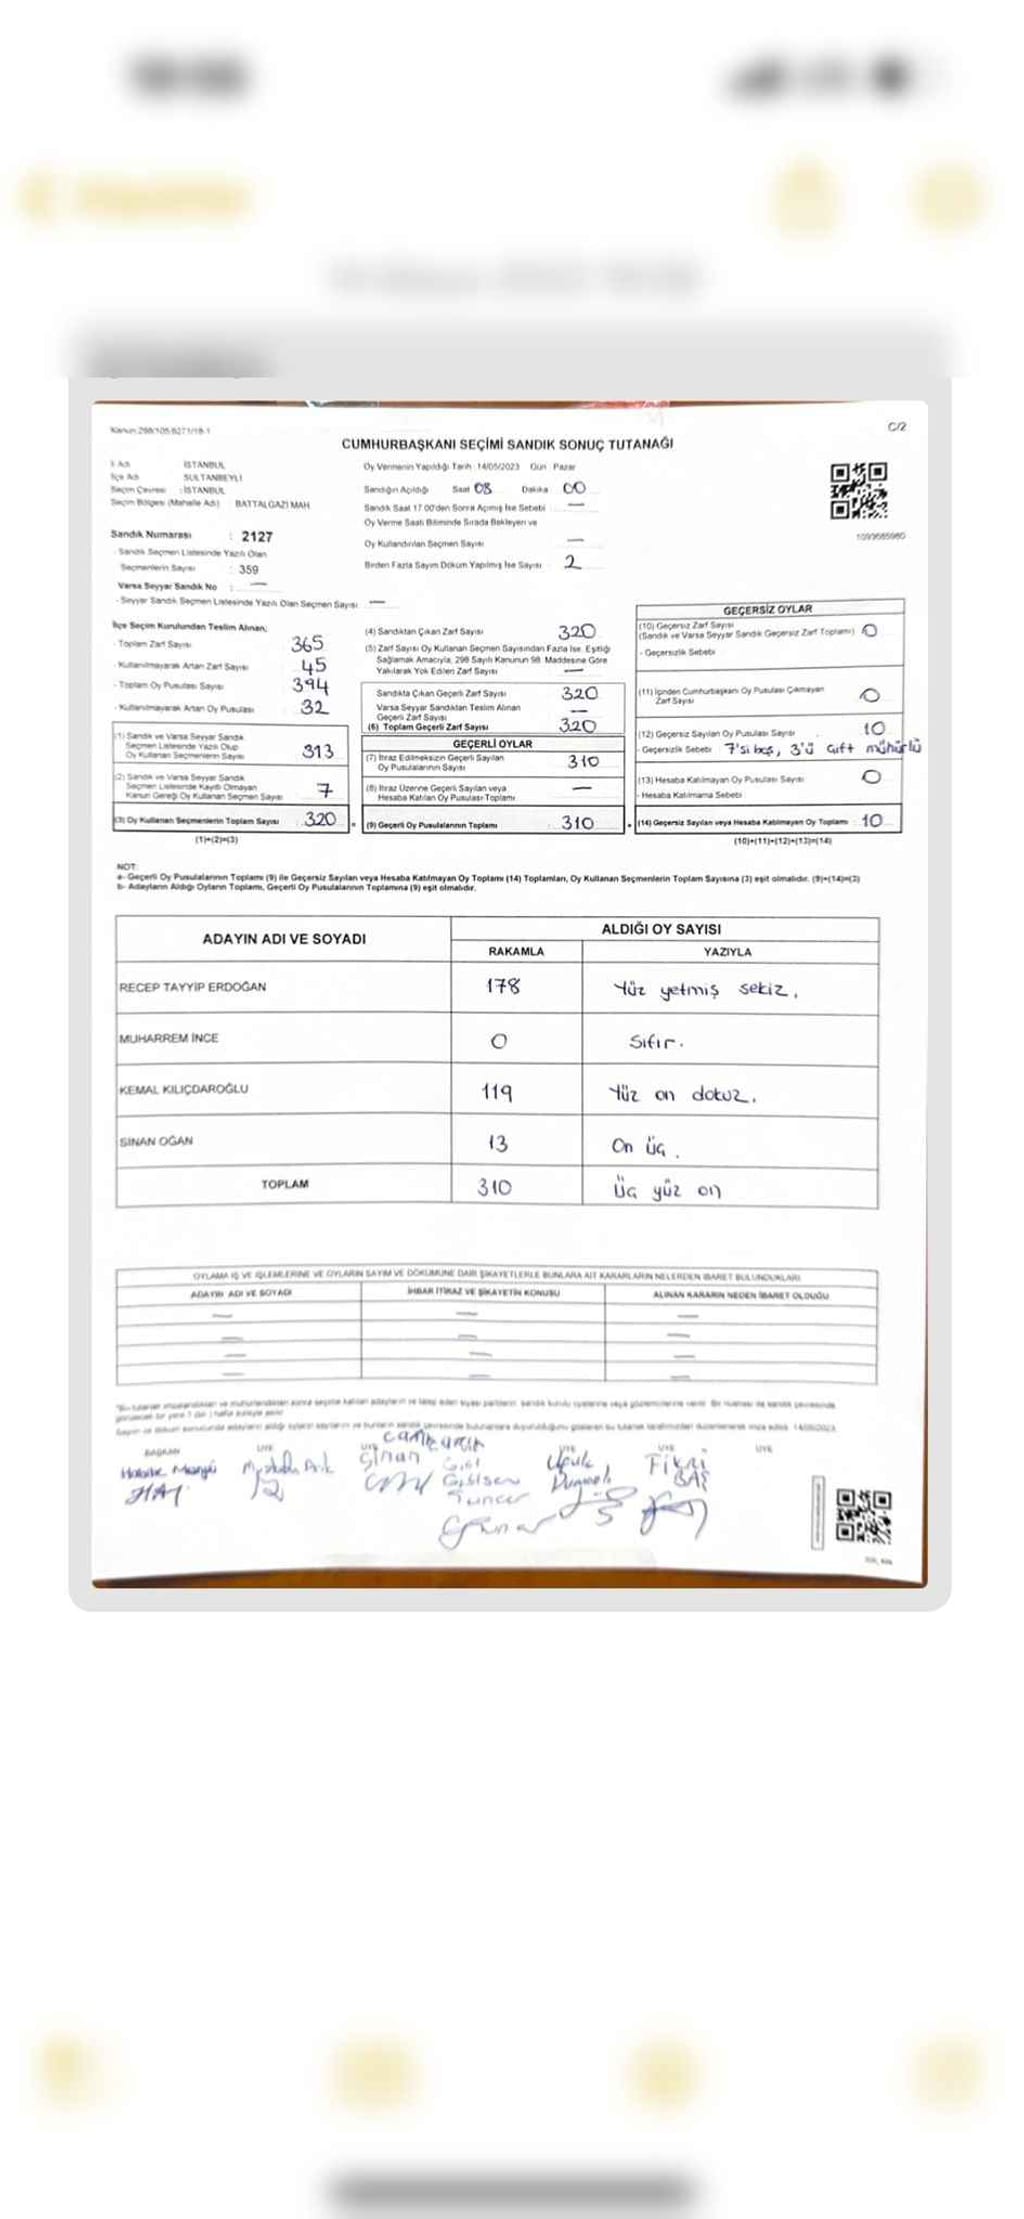 Kanun:298/105-6271/18-1
C/2
CUMHURBAŞKANI SEÇİMİ SANDIK SONUÇ TUTANAĞI
İl Adı : İSTANBUL
İlçe Adı : SULTANBEYLİ
Seçim Çevresi : İSTANBUL
Seçim Bölgesi (Mahalle Adı) : BATTALGAZİ MAH
Sandık Numarası : 2127
- Sandık Seçmen Listesinde Yazılı Olan
Seçmenlerin Sayısı : 359
Varsa Seyyar Sandık No : —
- Seyyar Sandık Seçmen Listesinde Yazılı Olan Seçmen Sayısı : —
Oy Vermenin Yapıldığı Tarih : 14/05/2023 Gün : Pazar
Sandığın Açıldığı Saat 08 Dakika 00
Sandık Saat 17.00'den Sonra Açılmış İse Sebebi —
Oy Verme Saati Bitiminde Sırada Bekleyen ve
Oy Kullandırılan Seçmen Sayısı —
Birden Fazla Sayım Döküm Yapılmış İse Sayısı 2
İlçe Seçim Kurulundan Teslim Alınan;
- Toplam Zarf Sayısı 365
- Kullanılmayarak Artan Zarf Sayısı 45
- Toplam Oy Pusulası Sayısı 394
- Kullanılmayarak Artan Oy Pusulası 32
(1) Sandık ve Varsa Seyyar Sandık
Seçmen Listesinde Yazılı Olup
Oy Kullanan Seçmenlerin Sayısı 313
(2) Sandık ve Varsa Seyyar Sandık
Seçmen Listesinde Kayıtlı Olmayan
Kanun Gereği Oy Kullanan Seçmen Sayısı 7
(3) Oy Kullanan Seçmenlerin Toplam Sayısı : 320
(1)+(2)=(3)
(4) Sandıktan Çıkan Zarf Sayısı 320
(5) Zarf Sayısı Oy Kullanan Seçmen Sayısından Fazla İse, Eşitliği
Sağlamak Amacıyla, 298 Sayılı Kanunun 98. Maddesine Göre
Yakılarak Yok Edilen Zarf Sayısı —
Sandıkta Çıkan Geçerli Zarf Sayısı 320
Varsa Seyyar Sandıktan Teslim Alınan
Geçerli Zarf Sayısı —
(6) Toplam Geçerli Zarf Sayısı 320
GEÇERLİ OYLAR
(7) İtiraz Edilmeksizin Geçerli Sayılan
Oy Pusulalarının Sayısı 310
(8) İtiraz Üzerine Geçerli Sayılan veya
Hesaba Katılan Oy Pusulası Toplamı —
(9) Geçerli Oy Pusulalarının Toplamı : 310
GEÇERSİZ OYLAR
(10) Geçersiz Zarf Sayısı
(Sandık ve Varsa Seyyar Sandık Geçersiz Zarf Toplamı) 0
- Geçersizlik Sebebi
(11) İçinden Cumhurbaşkanı Oy Pusulası Çıkmayan
Zarf Sayısı 0
(12) Geçersiz Sayılan Oy Pusulası Sayısı : 10
- Geçersizlik Sebebi 7'si boş, 3'ü çift mühürlü
(13) Hesaba Katılmayan Oy Pusulası Sayısı 0
- Hesaba Katılmama Sebebi
(14) Geçersiz Sayılan veya Hesaba Katılmayan Oy Toplamı : 10
(10)+(11)+(12)+(13)=(14)
NOT:
a- Geçerli Oy Pusulalarının Toplamı (9) ile Geçersiz Sayılan veya Hesaba Katılmayan Oy Toplamı (14) Toplamları, Oy Kullanan Seçmenlerin Toplam Sayısına (3) eşit olmalıdır. (9)+(14)=(3)
b- Adayların Aldığı Oyların Toplamı, Geçerli Oy Pusulalarının Toplamına (9) eşit olmalıdır.
ADAYIN ADI VE SOYADI ALDIĞI OY SAYISI
RAKAMLA YAZIYLA
RECEP TAYYİP ERDOĞAN 178 Yüz yetmiş sekiz.
MUHARREM İNCE 0 Sıfır.
KEMAL KILIÇDAROĞLU 119 Yüz on dokuz.
SİNAN OĞAN 13 On üç.
TOPLAM 310 Üç yüz on
OYLAMA İŞ VE İŞLEMLERİNE VE OYLARIN SAYIM VE DÖKÜMÜNE DAİR ŞİKAYETLERLE BUNLARA AİT KARARLARIN NELERDEN İBARET BULUNDUKLARI
ADAYIN ADI VE SOYADI İHBAR İTİRAZ VE ŞİKAYETİN KONUSU ALINAN KARARIN NEDEN İBARET OLDUĞU
— — —
— — —
— — —
— — —
BAŞKAN ÜYE ÜYE ÜYE ÜYE ÜYE
Sinan
Tuncer
Fikri
BAŞ